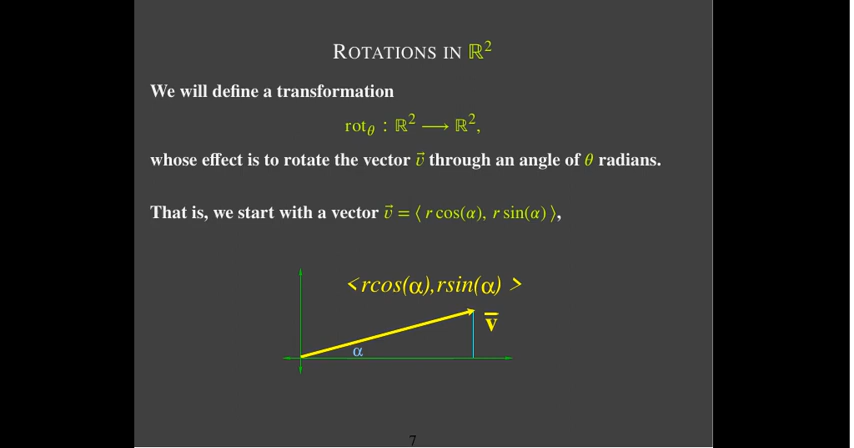 ROTATIONS IN ℝ²
We will define a transformation
rot_θ : ℝ² ⟶ ℝ²,
whose effect is to rotate the vector v⃗ through an angle of θ radians.
That is, we start with a vector v⃗ = ⟨ r cos(α), r sin(α) ⟩,
<rcos(α),rsin(α) >
v̅
α
7